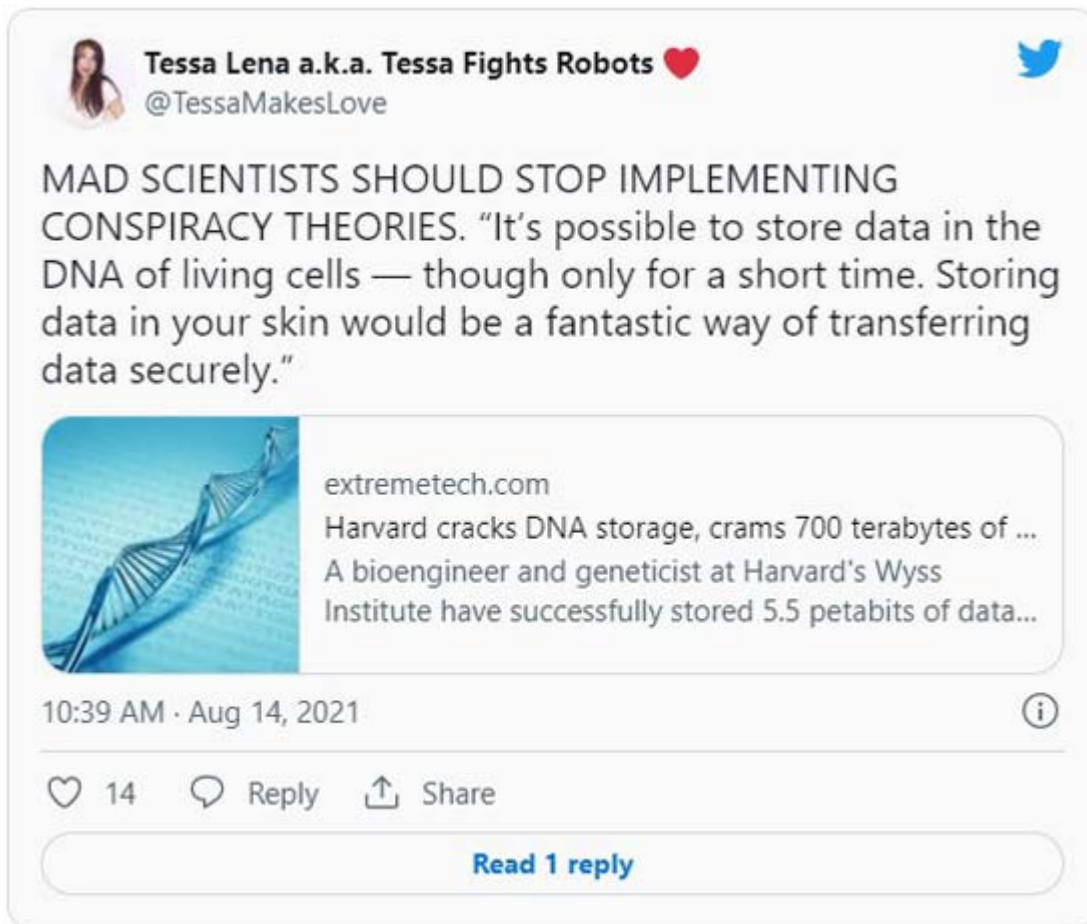 Tessa Lena a.k.a. Tessa Fights Robots ❤️
@TessaMakesLove
MAD SCIENTISTS SHOULD STOP IMPLEMENTING
CONSPIRACY THEORIES. “It’s possible to store data in the
DNA of living cells — though only for a short time. Storing
data in your skin would be a fantastic way of transferring
data securely.”
extremetech.com
Harvard cracks DNA storage, crams 700 terabytes of ...
A bioengineer and geneticist at Harvard's Wyss
Institute have successfully stored 5.5 petabits of data...
10:39 AM · Aug 14, 2021
14 Reply Share
Read 1 reply